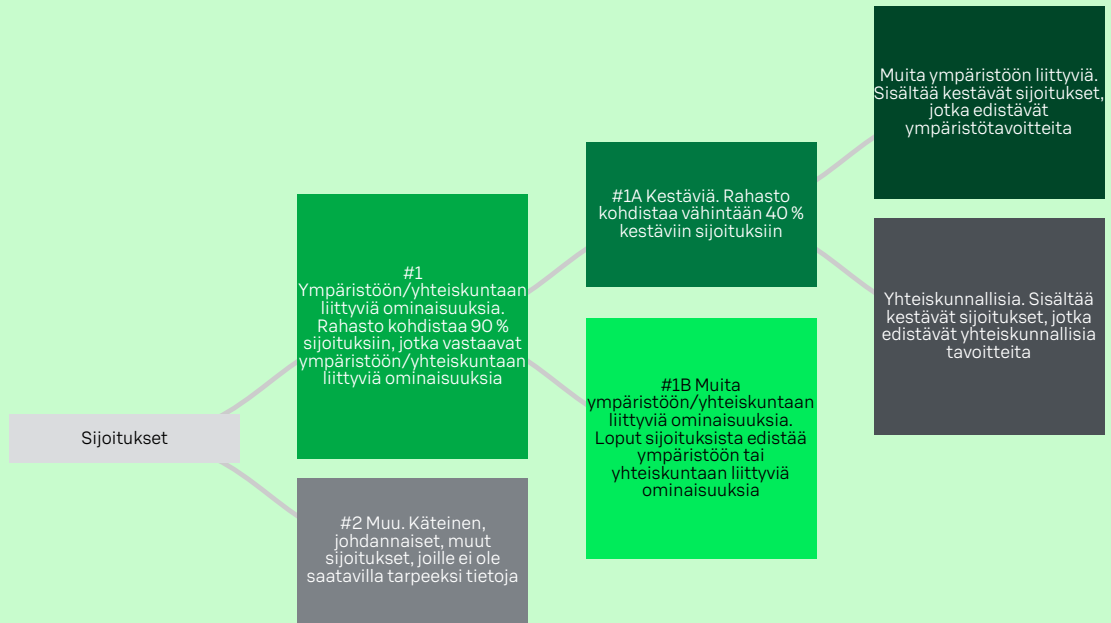 Sijoitukset
#1
Ympäristöön/yhteiskuntaan
liittyviä ominaisuuksia.
Rahasto kohdistaa 90 %
sijoituksiin, jotka vastaavat
ympäristöön/yhteiskuntaan
liittyviä ominaisuuksia
#2 Muu. Käteinen,
johdannaiset, muut
sijoitukset, joille ei ole
saatavilla tarpeeksi tietoja
#1A Kestäviä. Rahasto
kohdistaa vähintään 40 %
kestäviin sijoituksiin
#1B Muita
ympäristöön/yhteiskuntaan
liittyviä ominaisuuksia.
Loput sijoituksista edistää
ympäristöön tai
yhteiskuntaan liittyviä
ominaisuuksia
Muita ympäristöön liittyviä.
Sisältää kestävät sijoitukset,
jotka edistävät
ympäristötavoitteita
Yhteiskunnallisia. Sisältää
kestävät sijoitukset, jotka
edistävät yhteiskunnallisia
tavoitteita